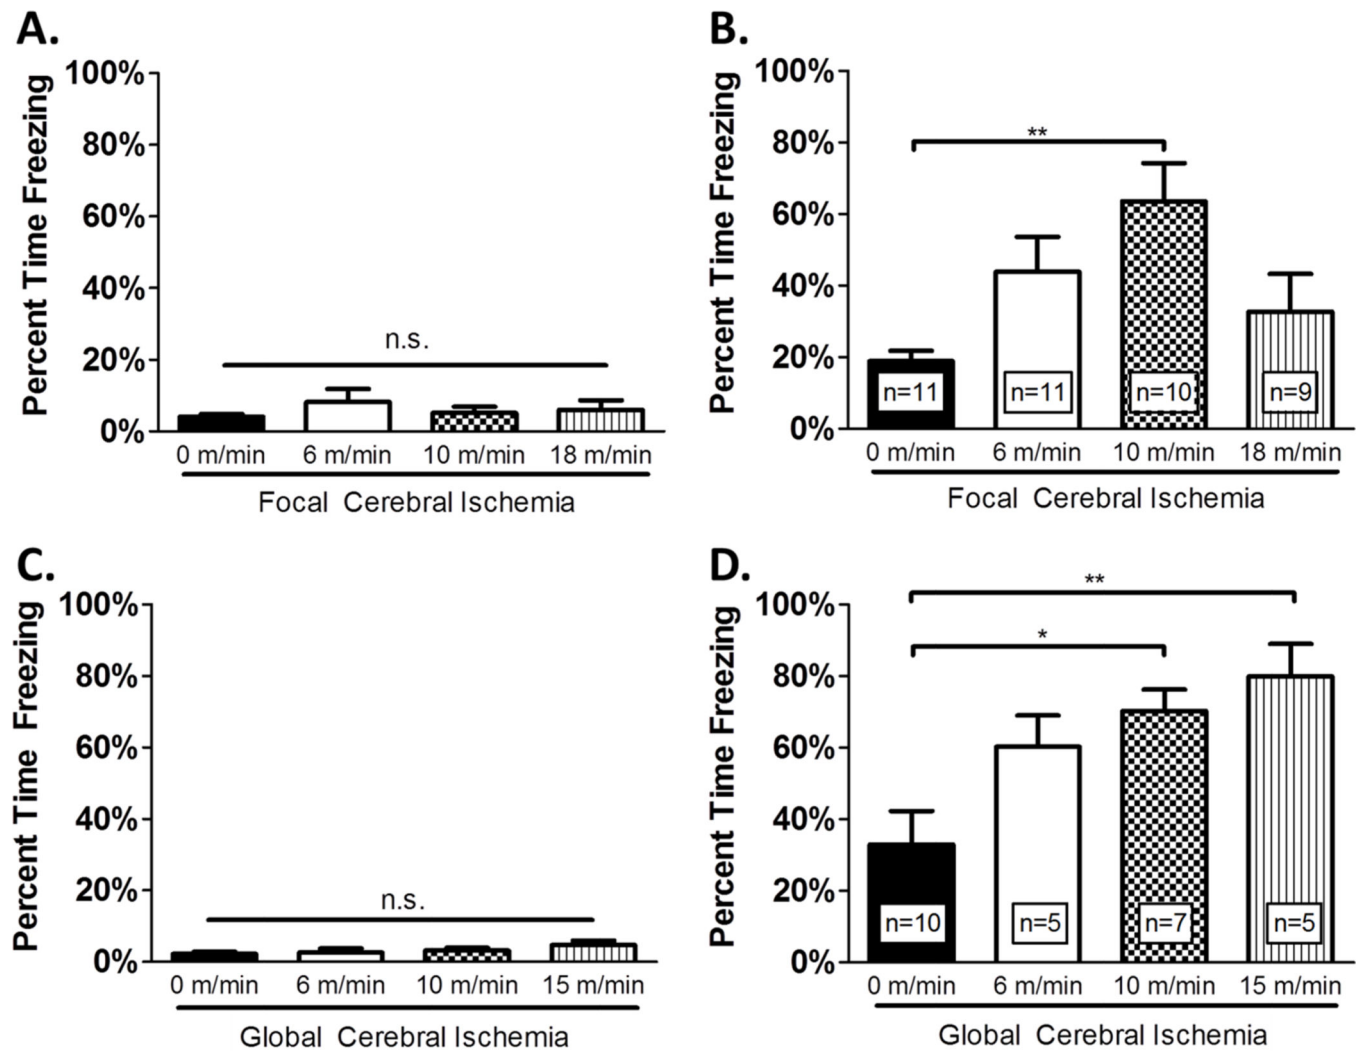 A.
Percent Time Freezing
100%
80%
60%
40%
20%
0%
n.s.
0 m/min 6 m/min 10 m/min 18 m/min
Focal Cerebral Ischemia
B.
Percent Time Freezing
100%
80%
60%
40%
20%
0%
**
n=11 n=11 n=10 n=9
0 m/min 6 m/min 10 m/min 18 m/min
Focal Cerebral Ischemia
C.
Percent Time Freezing
100%
80%
60%
40%
20%
0%
n.s.
0 m/min 6 m/min 10 m/min 15 m/min
Global Cerebral Ischemia
D.
Percent Time Freezing
100%
80%
60%
40%
20%
0%
**
*
n=10 n=5 n=7 n=5
0 m/min 6 m/min 10 m/min 15 m/min
Global Cerebral Ischemia